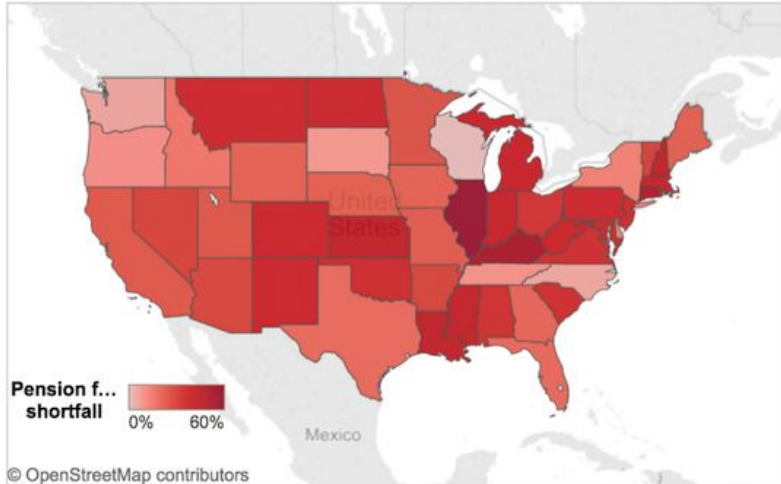 United
States
Pension f...
shortfall
0% 60%
Mexico
© OpenStreetMap contributors